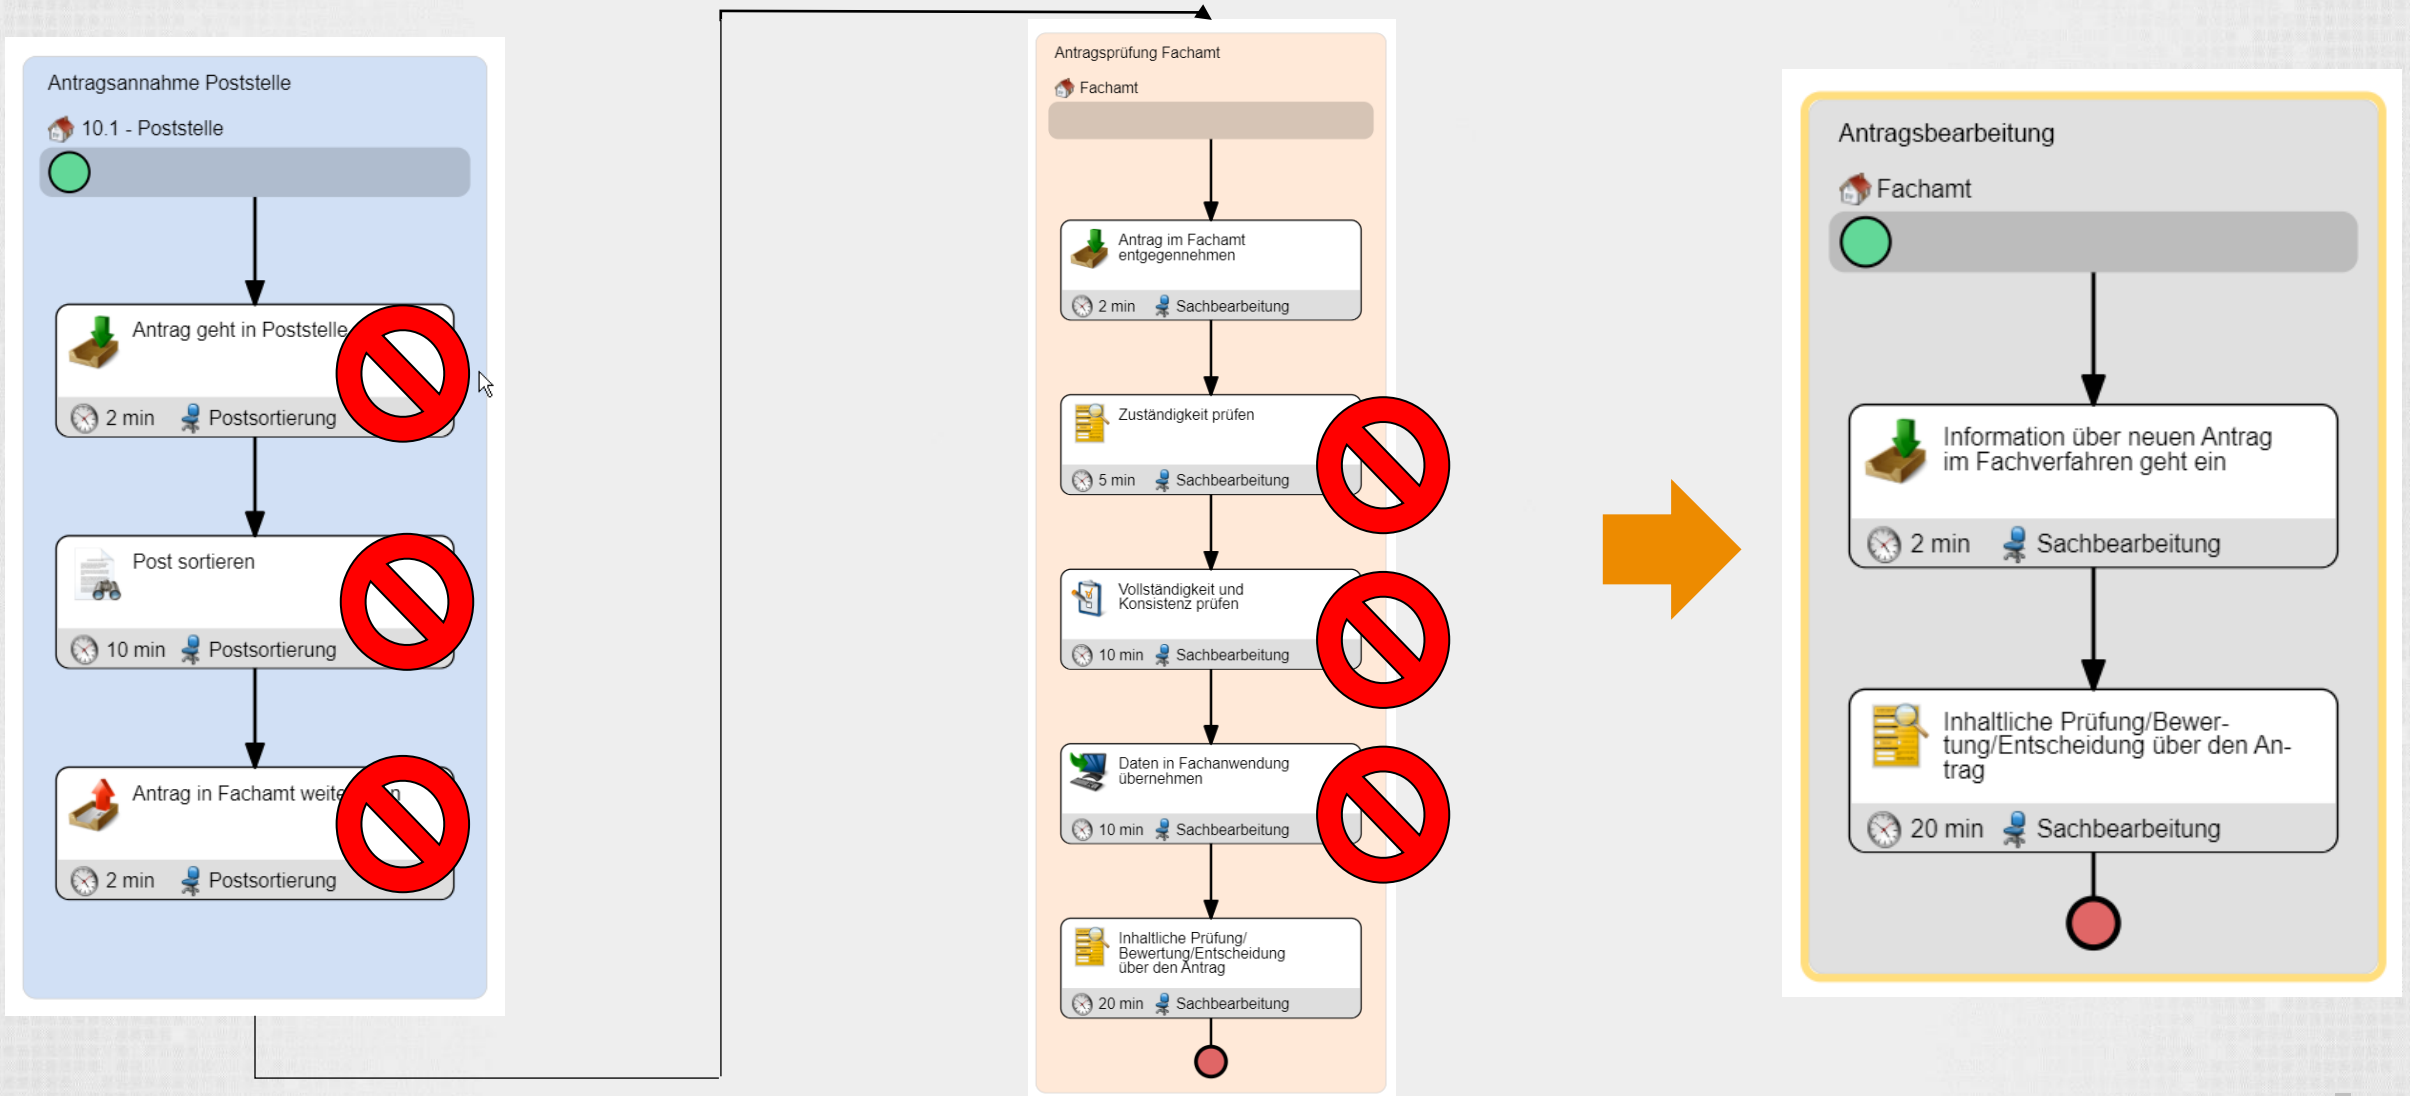 Antragsannahme Poststelle
10.1 - Poststelle
Antrag geht in Poststelle
2 min Postsortierung
Post sortieren
10 min Postsortierung
Antrag in Fachamt
2 min Postsortierung
Antragsprüfung Fachamt
Fachamt
Antrag im Fachamt
entgegennehmen
2 min Sachbearbeitung
Zuständigkeit prüfen
5 min Sachbearbeitung
Vollständigkeit und
Konsistenz prüfen
10 min Sachbearbeitung
Daten in Fachanwendung
übernehmen
10 min Sachbearbeitung
Inhaltliche Prüfung/
Bewertung/Entscheidung
über den Antrag
20 min Sachbearbeitung
Antragsbearbeitung
Fachamt
Information über neuen Antrag
im Fachverfahren geht ein
2 min Sachbearbeitung
Inhaltliche Prüfung/Bewer-
tung/Entscheidung über den An-
trag
20 min Sachbearbeitung